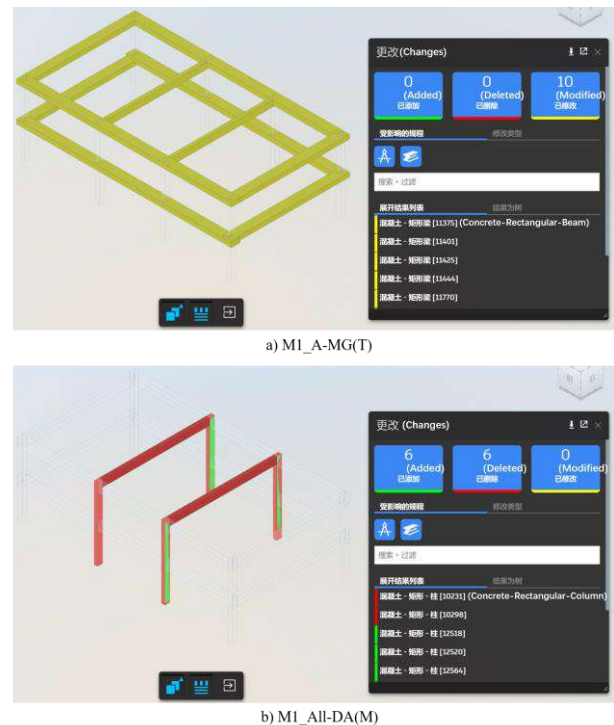 更改(Changes)
0
(Added)
已添加
0
(Deleted)
已删除
10
(Modified)
已修改
受影响的规程
修改类型
搜索。过滤
展开结果列表
结果为树
混凝土 - 矩形梁 [11375] (Concrete-Rectangular-Beam)
混凝土 - 矩形梁 [11401]
混凝土 - 矩形梁 [11425]
混凝土 - 矩形梁 [11444]
混凝土 - 矩形梁 [11770]
a) M1_A-MG(T)
更改 (Changes)
6
(Added)
已添加
6
(Deleted)
已删除
0
(Modified)
已修改
受影响的规程
修改类型
搜索。过滤
展开结果列表
结果为树
混凝土 - 矩形 - 柱 [10231] (Concrete-Rectangular-Column)
混凝土 - 矩形 - 柱 [10298]
混凝土 - 矩形 - 柱 [12518]
混凝土 - 矩形 - 柱 [12520]
混凝土 - 矩形 - 柱 [12564]
b) M1_All-DA(M)